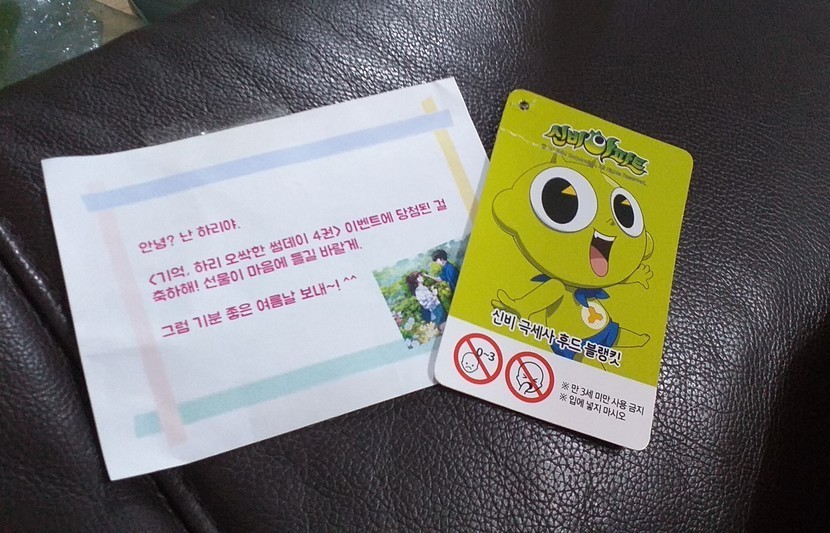 안녕? 난 하리야.
<기억, 하리 오싹한 썸데이 4권> 이벤트에 당첨된 걸
축하해! 선물이 마음에 들길 바랄게.
그럼 기분 좋은 여름날 보내~! ^^
신비아파트
신비 극세사 후드 블랭킷
0~3
※ 만 3세 미만 사용 금지
※ 입에 넣지 마시오